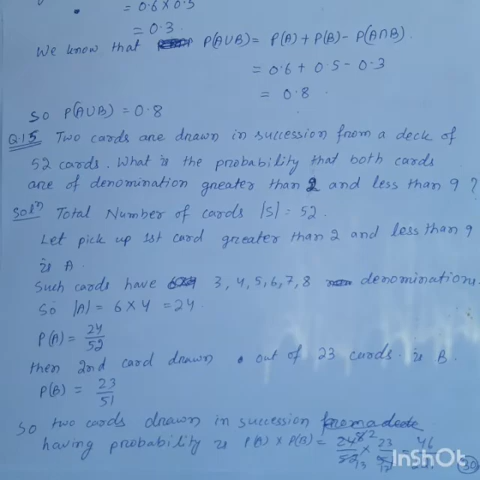 = 0.6 x 0.5
= 0.3
We know that P(A∪B) = P(A) + P(B) - P(A∩B).
= 0.6 + 0.5 - 0.3
= 0.8.
So P(A∪B) = 0.8
Q.15 Two cards are drawn in succession from a deck of
52 cards. What is the probability that both cards
are of denomination greater than 2 and less than 9 ?
Solⁿ) Total Number of cards |S| = 52.
Let pick up 1st card greater than 2 and less than 9
is A.
Such cards have 3, 4, 5, 6, 7, 8 denominations.
So |A| = 6 x 4 = 24.
P(A) = 24/52
then 2nd card drawn out of 23 cards is B.
P(B) = 23/51
So two cards drawn in succession from a deck
having probability is P(A) x P(B) = 24/52 x 23/51 46
InShOt